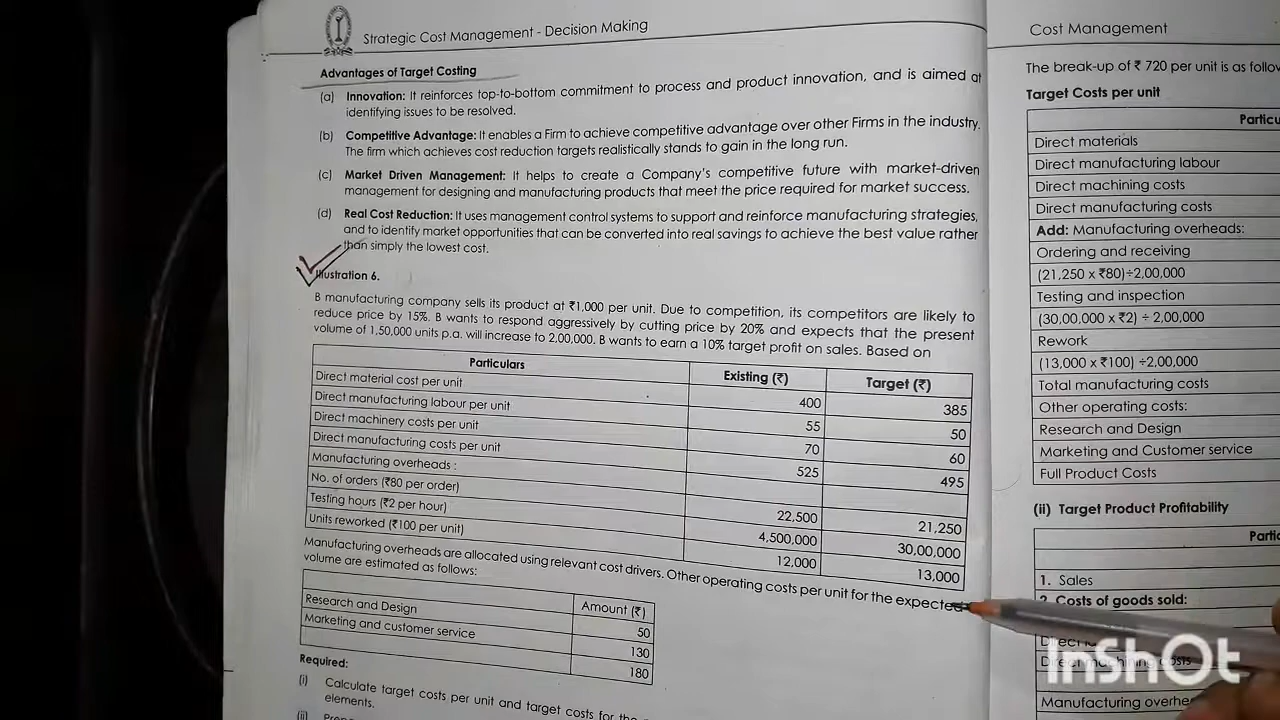 Strategic Cost Management - Decision Making
Advantages of Target Costing
(a) Innovation: It reinforces top-to-bottom commitment to process and product innovation, and is aimed at
identifying issues to be resolved.
(b) Competitive Advantage: It enables a Firm to achieve competitive advantage over other Firms in the industry.
The firm which achieves cost reduction targets realistically stands to gain in the long run.
(c) Market Driven Management: It helps to create a Company's competitive future with market-driven
management for designing and manufacturing products that meet the price required for market success.
(d) Real Cost Reduction: It uses management control systems to support and reinforce manufacturing strategies,
and to identify market opportunities that can be converted into real savings to achieve the best value rather
than simply the lowest cost.
Illustration 6.
B manufacturing company sells its product at ₹1,000 per unit. Due to competition, its competitors are likely to
reduce price by 15%. B wants to respond aggressively by cutting price by 20% and expects that the present
volume of 1,50,000 units p.a. will increase to 2,00,000. B wants to earn a 10% target profit on sales. Based on
Particulars Existing (₹) Target (₹)
Direct material cost per unit 400 385
Direct manufacturing labour per unit 55 50
Direct machinery costs per unit 70 60
Direct manufacturing costs per unit 525 495
Manufacturing overheads :
No. of orders (₹80 per order) 22,500 21,250
Testing hours (₹2 per hour) 4,500,000 30,00,000
Units reworked (₹100 per unit) 12,000 13,000
Manufacturing overheads are allocated using relevant cost drivers. Other operating costs per unit for the expected
volume are estimated as follows:
Amount (₹)
Research and Design 50
Marketing and customer service 130
180
Required:
(i) Calculate target costs per unit and target costs for the
elements.
(ii)
Cost Management
The break-up of ₹ 720 per unit is as
Target Costs per unit
Direct materials
Direct manufacturing labour
Direct machining costs
Direct manufacturing costs
Add: Manufacturing overheads:
Ordering and receiving
(21,250 x ₹80)÷2,00,000
Testing and inspection
(30,00,000 x ₹2) ÷ 2,00,000
Rework
(13,000 x ₹100) ÷2,00,000
Total manufacturing costs
Other operating costs:
Research and Design
Marketing and Customer service
Full Product Costs
(ii) Target Product Profitability
1. Sales
2. Costs of goods sold:
Direct machining costs
Manufacturing
InShOt